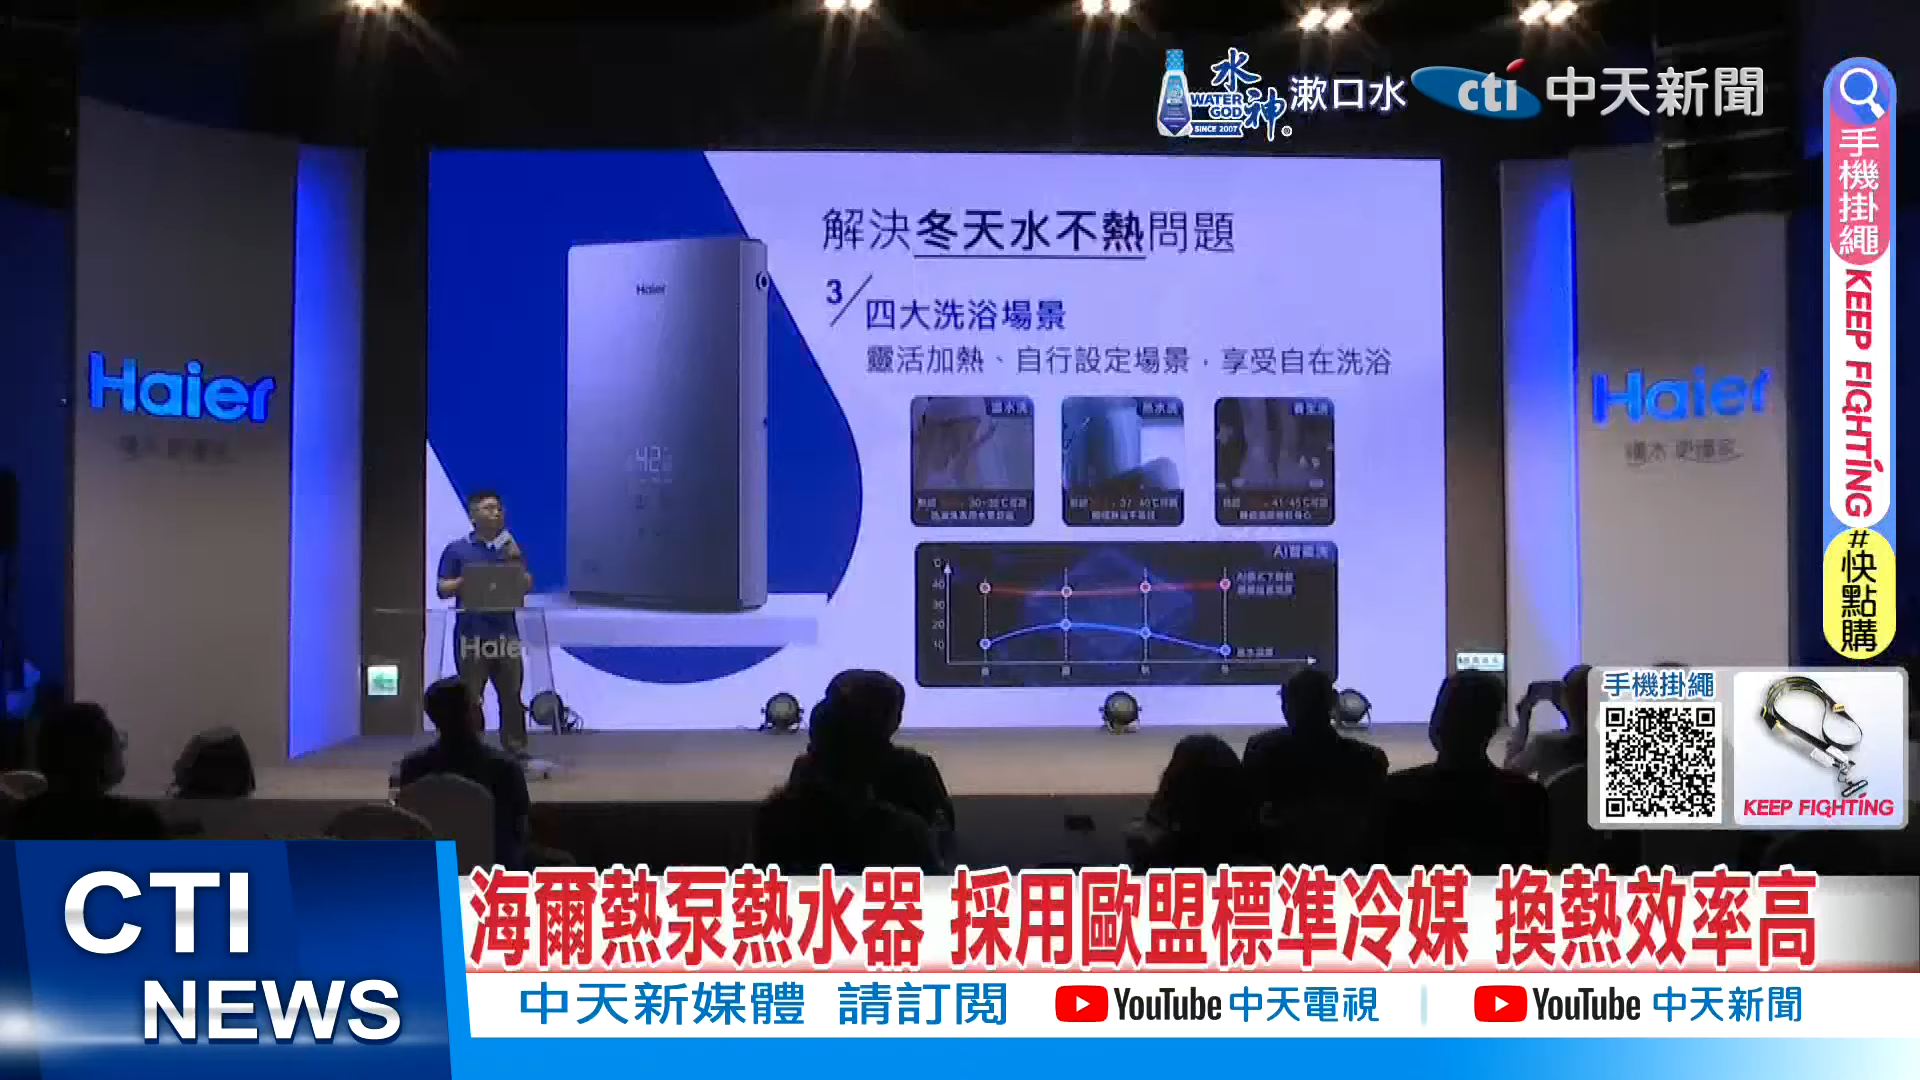 水神
WATER GOD
SINCE 2007
漱口水
cti 中天新聞
手機掛繩
KEEP FIGHTING
#快點購
解決冬天水不熱問題
3/
四大洗浴場景
靈活加熱、自行設定場景，享受自在洗浴
Haier
42
Haier
Haier
Haier
AI智能洗
40
30
20
10
手機掛繩
KEEP FIGHTING
CTI
NEWS
海爾熱泵熱水器 採用歐盟標準冷媒 換熱效率高
中天新媒體 請訂閱 YouTube 中天電視 | YouTube 中天新聞